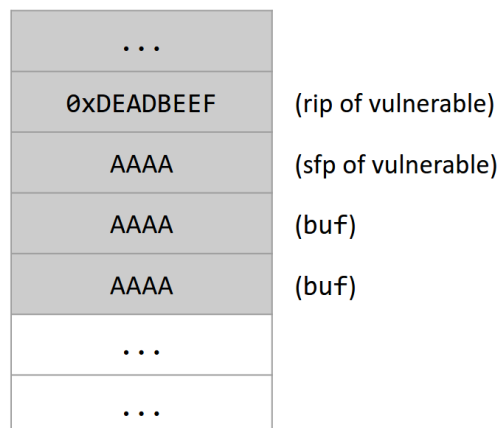 ...
0xDEADBEEF (rip of vulnerable)
AAAA (sfp of vulnerable)
AAAA (buf)
AAAA (buf)
...
...